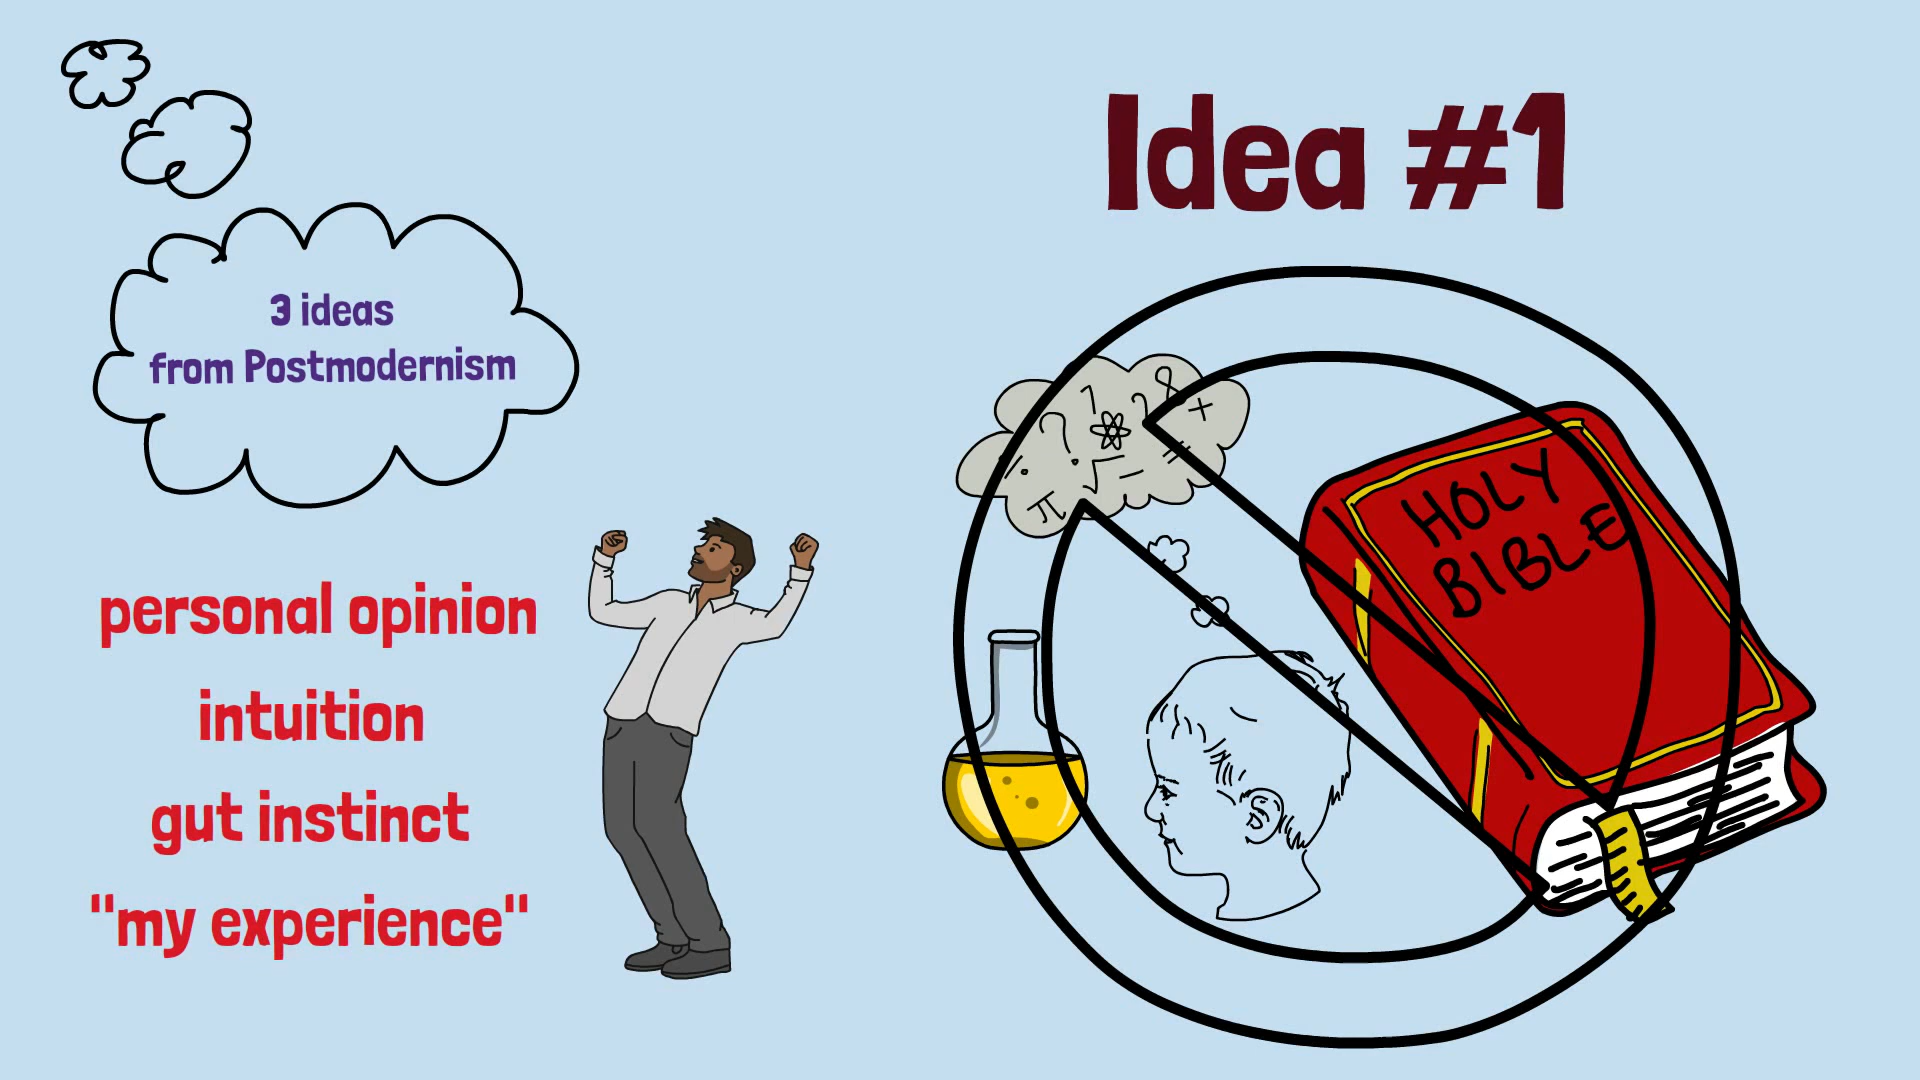 3 ideas
from Postmodernism
personal opinion
intuition
gut instinct
"my experience"
Idea #1
HOLY
BIBLE